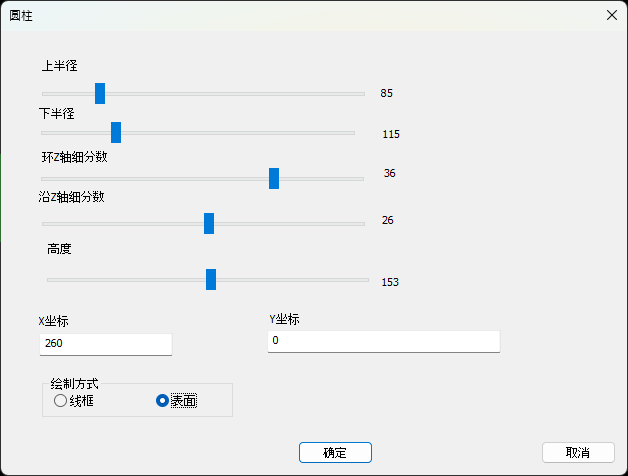 圆柱
上半径
85
下半径
115
环Z轴细分数
36
沿Z轴细分数
26
高度
153
X坐标
Y坐标
260
0
绘制方式
线框
表面
确定
取消